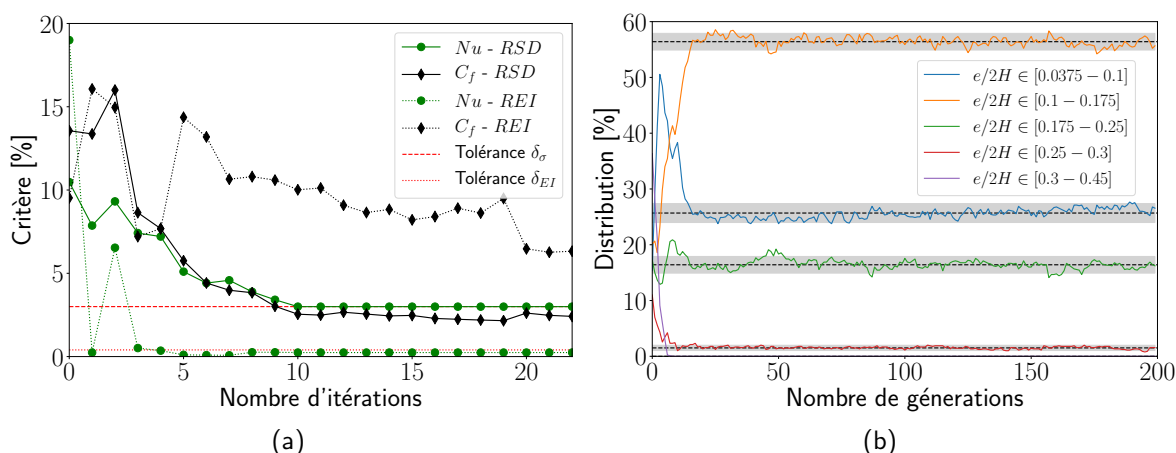 20
15
10
5
0
Critère [%]
Nu - RSD
C_f - RSD
Nu - REI
C_f - REI
Tolérance δ_σ
Tolérance δ_EI
0 5 10 15 20
Nombre d'itérations
(a)
60
50
40
30
20
10
0
Distribution [%]
e/2H ∈ [0.0375 − 0.1]
e/2H ∈ [0.1 − 0.175]
e/2H ∈ [0.175 − 0.25]
e/2H ∈ [0.25 − 0.3]
e/2H ∈ [0.3 − 0.45]
0 50 100 150 200
Nombre de génerations
(b)